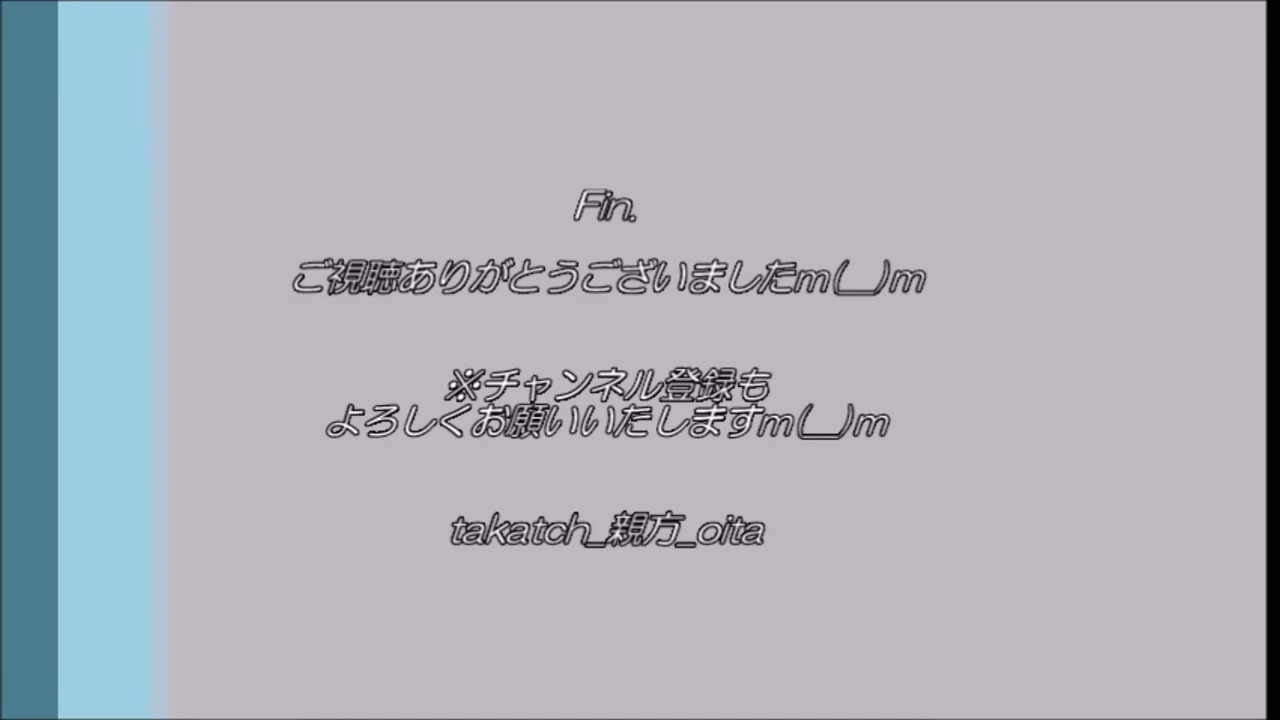 Fin.
ご視聴ありがとうございましたm(__)m
※チャンネル登録も
よろしくお願いいたしますm(__)m
takatch_親方_oita